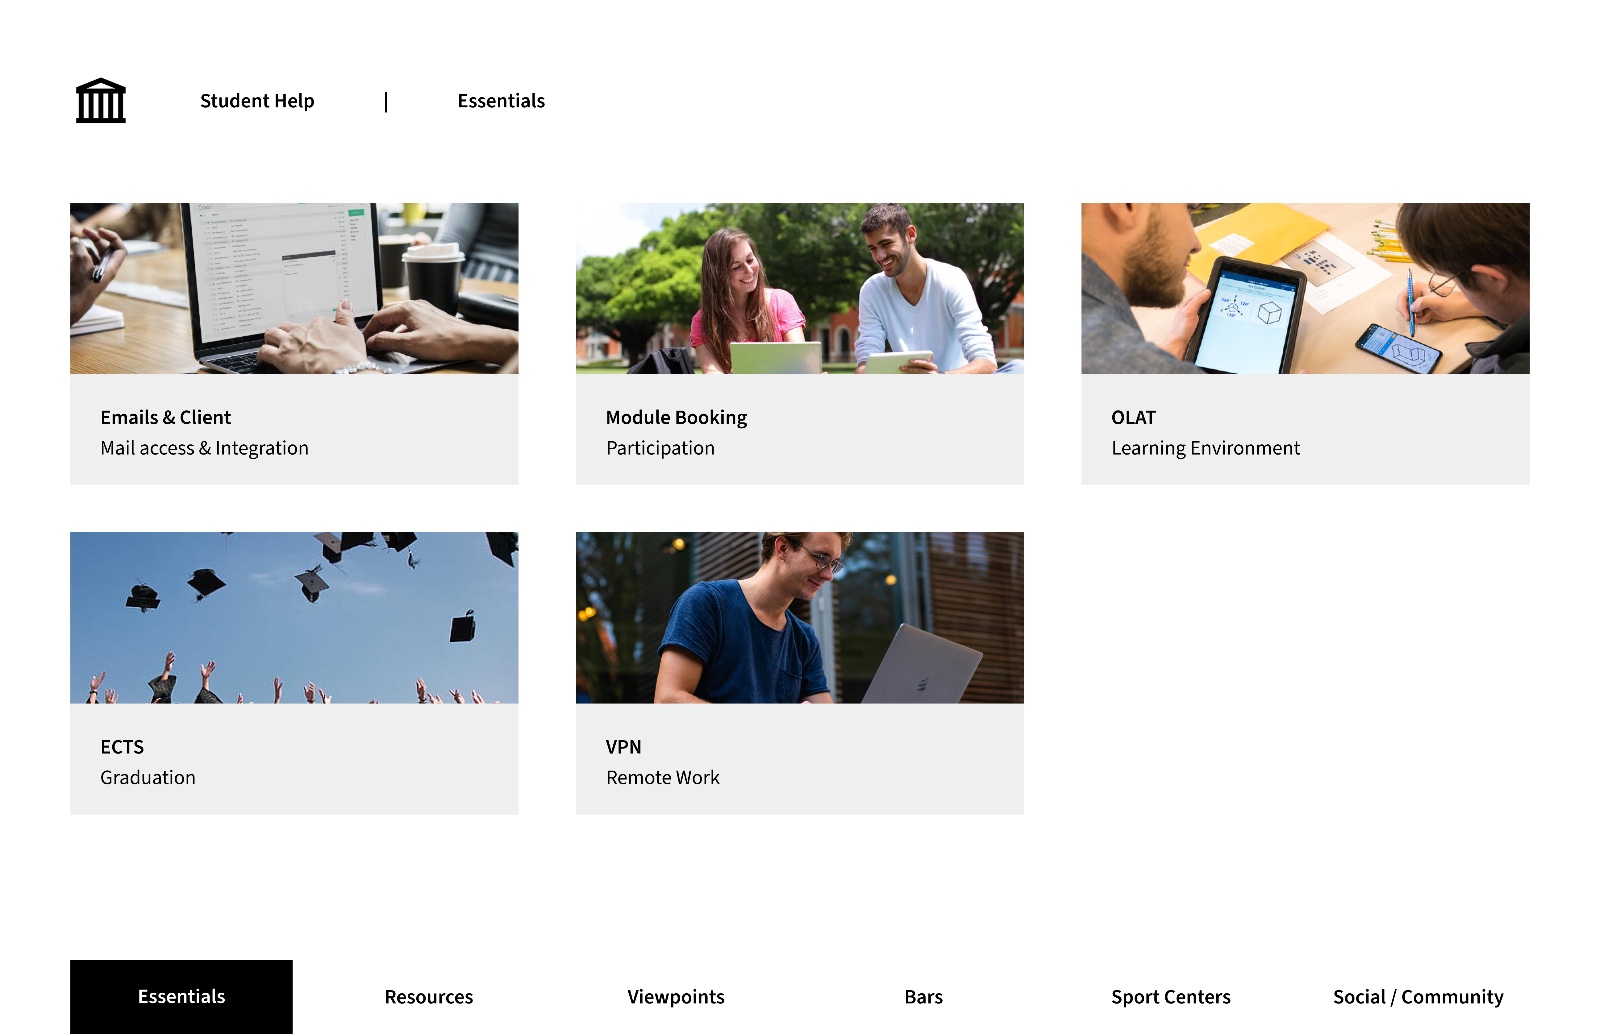 Student Help | Essentials
Emails & Client
Mail access & Integration
Module Booking
Participation
OLAT
Learning Environment
ECTS
Graduation
VPN
Remote Work
Essentials
Resources
Viewpoints
Bars
Sport Centers
Social / Community